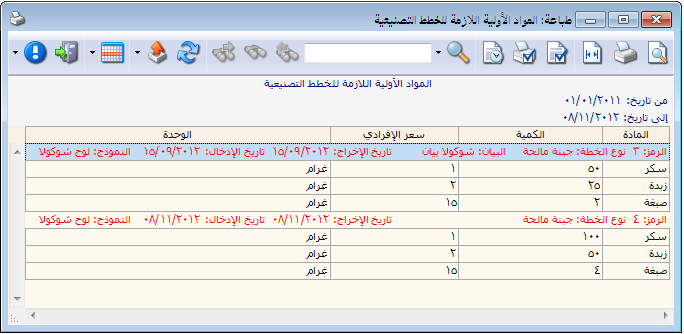 طباعة: المواد الأولية اللازمة للخطط التصنيعية
المواد الأولية اللازمة للخطط التصنيعية
من تاريخ: ٠١/٠١/٢٠١١
إلى تاريخ: ٠٨/١١/٢٠١٢
المادة الكمية سعر الإفرادي الوحدة
الرمز: ٣ نوع الخطة: جينة مالحة البيان: شوكولا بيان تاريخ الإخراج: ١٥/٠٩/٢٠١٢ تاريخ الإدخال: ١٥/٠٩/٢٠١٢ النموذج: لوح شوكولا
سكر ٥٠ ١ غرام
زبدة ٢٥ ٢ غرام
صبغة ٢ ١٥ غرام
الرمز: ٤ نوع الخطة: جينة مالحة تاريخ الإخراج: ٠٨/١١/٢٠١٢ تاريخ الإدخال: ٠٨/١١/٢٠١٢ النموذج: لوح شوكولا
سكر ١٠٠ ١ غرام
زبدة ٥٠ ٢ غرام
صبغة ٤ ١٥ غرام